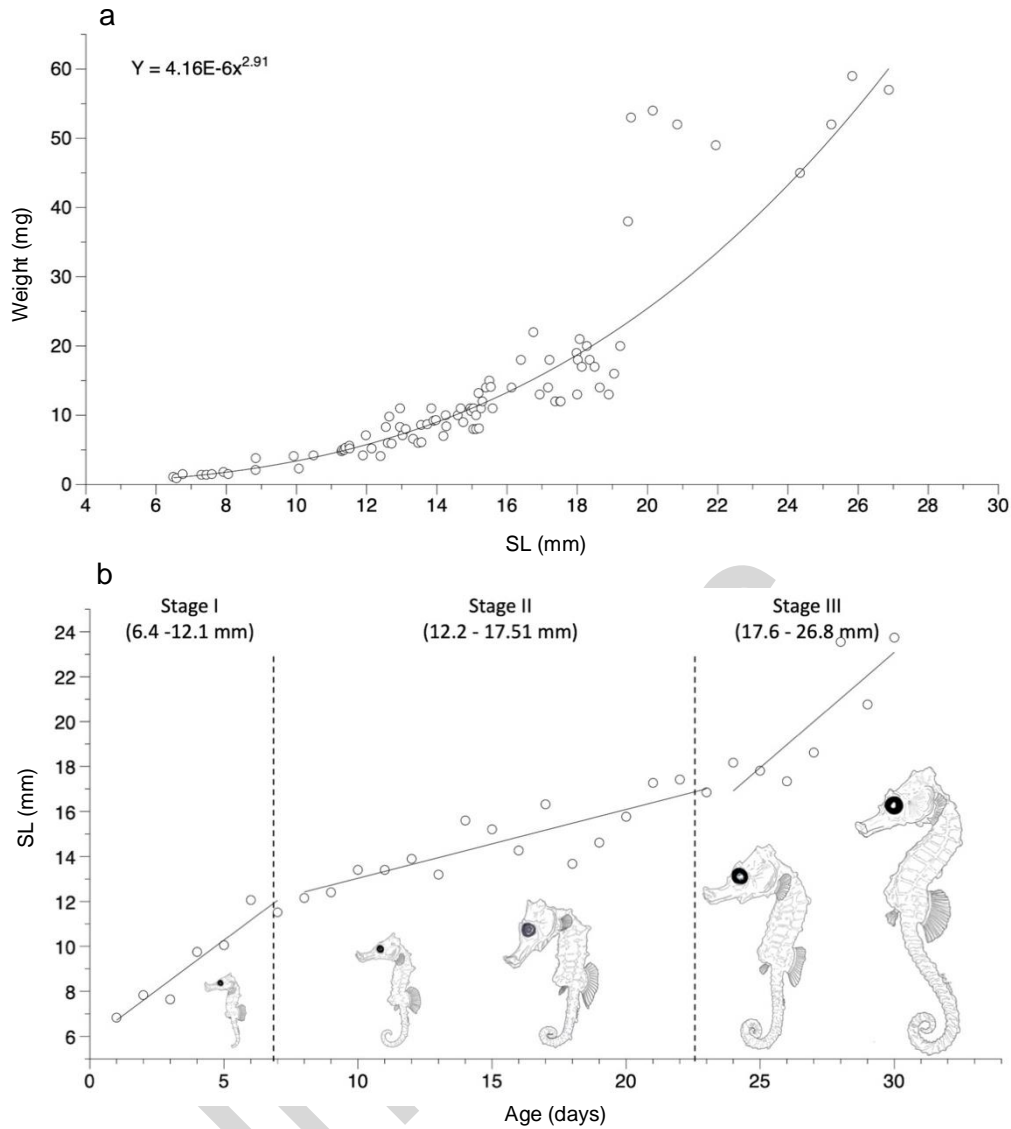 a
Y = 4.16E-6x^2.91
60
50
40
30
20
10
0
Weight (mg)
4 6 8 10 12 14 16 18 20 22 24 26 28 30
SL (mm)
b
Stage I Stage II Stage III
(6.4 -12.1 mm) (12.2 - 17.51 mm) (17.6 - 26.8 mm)
24
22
20
18
16
14
12
10
8
6
SL (mm)
0 5 10 15 20 25 30
Age (days)